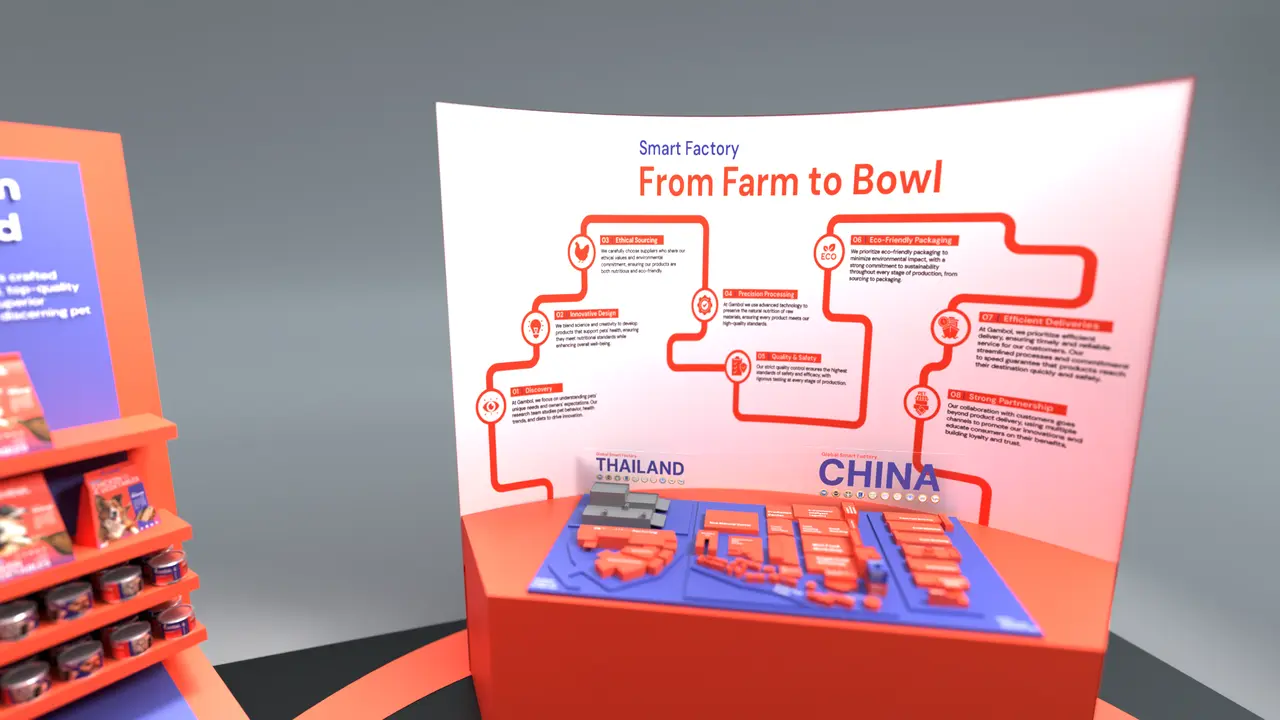 Smart Factory
From Farm to Bowl
01 Discovery
At Gambol, we focus on understanding pets'
unique needs and owners' expectations. Our
research team studies pet behavior, health
trends, and diets to drive innovation.
02 Innovative Design
We blend science and creativity to develop
products that support pets' health, ensuring
they meet nutritional standards while
enhancing overall well-being.
03 Ethical Sourcing
We carefully choose suppliers who share our
ethical values and environmental
commitment, ensuring our products are
both nutritious and eco-friendly.
04 Precision Processing
At Gambol we use advanced technology to
preserve the natural nutrition of raw
materials, ensuring every product meets our
high-quality standards.
05 Quality & Safety
Our strict quality control ensures the highest
standards of safety and efficacy, with
rigorous testing at every stage of production.
ECO
06 Eco-Friendly Packaging
We prioritize eco-friendly packaging to
minimize environmental impact, with a
strong commitment to sustainability
throughout every stage of production, from
sourcing to packaging.
07 Efficient Deliveries
At Gambol, we prioritize efficient
delivery, ensuring timely and reliable
service for our customers. Our
streamlined processes and commitment
to speed guarantee that products reach
their destination quickly and safely.
08 Strong Partnership
Our collaboration with customers goes
beyond product delivery, using multiple
channels to promote our innovations and
educate consumers on their benefits,
building loyalty and trust.
Global Smart Factory
THAILAND
Global Smart Factory
CHINA
crafted
top-quality